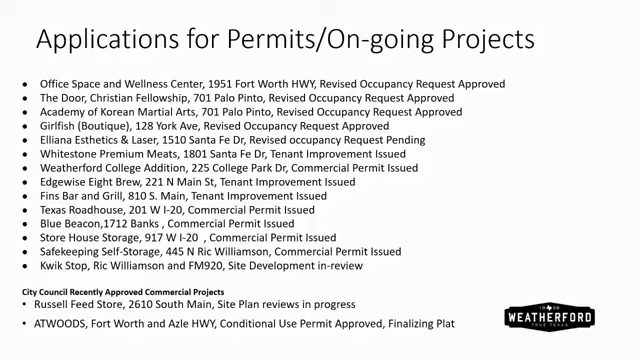 Applications for Permits/On-going Projects
• Office Space and Wellness Center, 1951 Fort Worth HWY, Revised Occupancy Request Approved
• The Door, Christian Fellowship, 701 Palo Pinto, Revised Occupancy Request Approved
• Academy of Korean Martial Arts, 701 Palo Pinto, Revised Occupancy Request Approved
• Girlfish (Boutique), 128 York Ave, Revised Occupancy Request Approved
• Elliana Esthetics & Laser, 1510 Sante Fe Dr, Revised occupancy Request Pending
• Whitestone Premium Meats, 1801 Santa Fe Dr, Tenant Improvement Issued
• Weatherford College Addition, 225 College Park Dr, Commercial Permit Issued
• Edgewise Eight Brew, 221 N Main St, Tenant Improvement Issued
• Fins Bar and Grill, 810 S. Main, Tenant Improvement Issued
• Texas Roadhouse, 201 W I-20, Commercial Permit Issued
• Blue Beacon,1712 Banks , Commercial Permit Issued
• Store House Storage, 917 W I-20 , Commercial Permit Issued
• Safekeeping Self-Storage, 445 N Ric Williamson, Commercial Permit Issued
• Kwik Stop, Ric Williamson and FM920, Site Development in-review
City Council Recently Approved Commercial Projects
• Russell Feed Store, 2610 South Main, Site Plan reviews in progress
• ATWOODS, Fort Worth and Azle HWY, Conditional Use Permit Approved, Finalizing Plat
WEATHERFORD
TRUE TEXAS